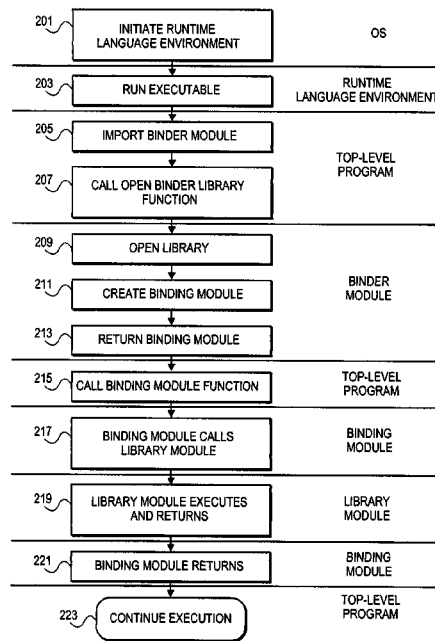 201
INITIATE RUNTIME
LANGUAGE ENVIRONMENT
OS
203
RUN EXECUTABLE
RUNTIME
LANGUAGE ENVIRONMENT
205
IMPORT BINDER MODULE
TOP-LEVEL
PROGRAM
207
CALL OPEN BINDER LIBRARY
FUNCTION
209
OPEN LIBRARY
211
CREATE BINDING MODULE
BINDER
MODULE
213
RETURN BINDING MODULE
215
CALL BINDING MODULE FUNCTION
TOP-LEVEL
PROGRAM
217
BINDING MODULE CALLS
LIBRARY MODULE
BINDING
MODULE
219
LIBRARY MODULE EXECUTES
AND RETURNS
LIBRARY
MODULE
221
BINDING MODULE RETURNS
BINDING
MODULE
223
CONTINUE EXECUTION
TOP-LEVEL
PROGRAM